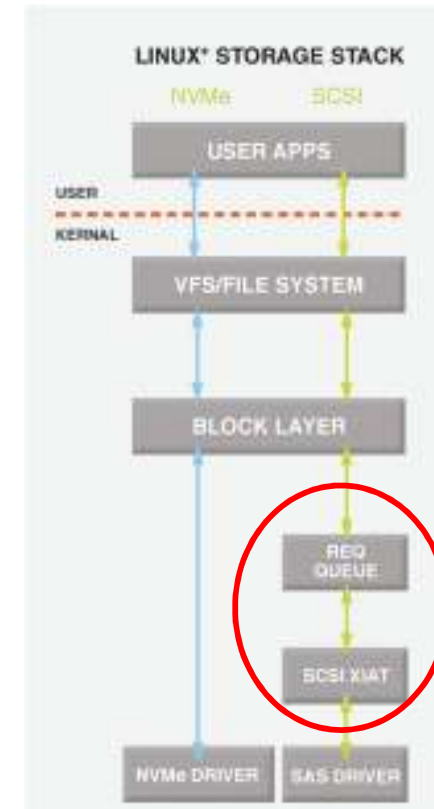 LINUX* STORAGE STACK
NVMe SCSI
USER APPS
USER
KERNAL
VFS/FILE SYSTEM
BLOCK LAYER
REQ
QUEUE
SCSI XIAT
NVMe DRIVER SAS DRIVER